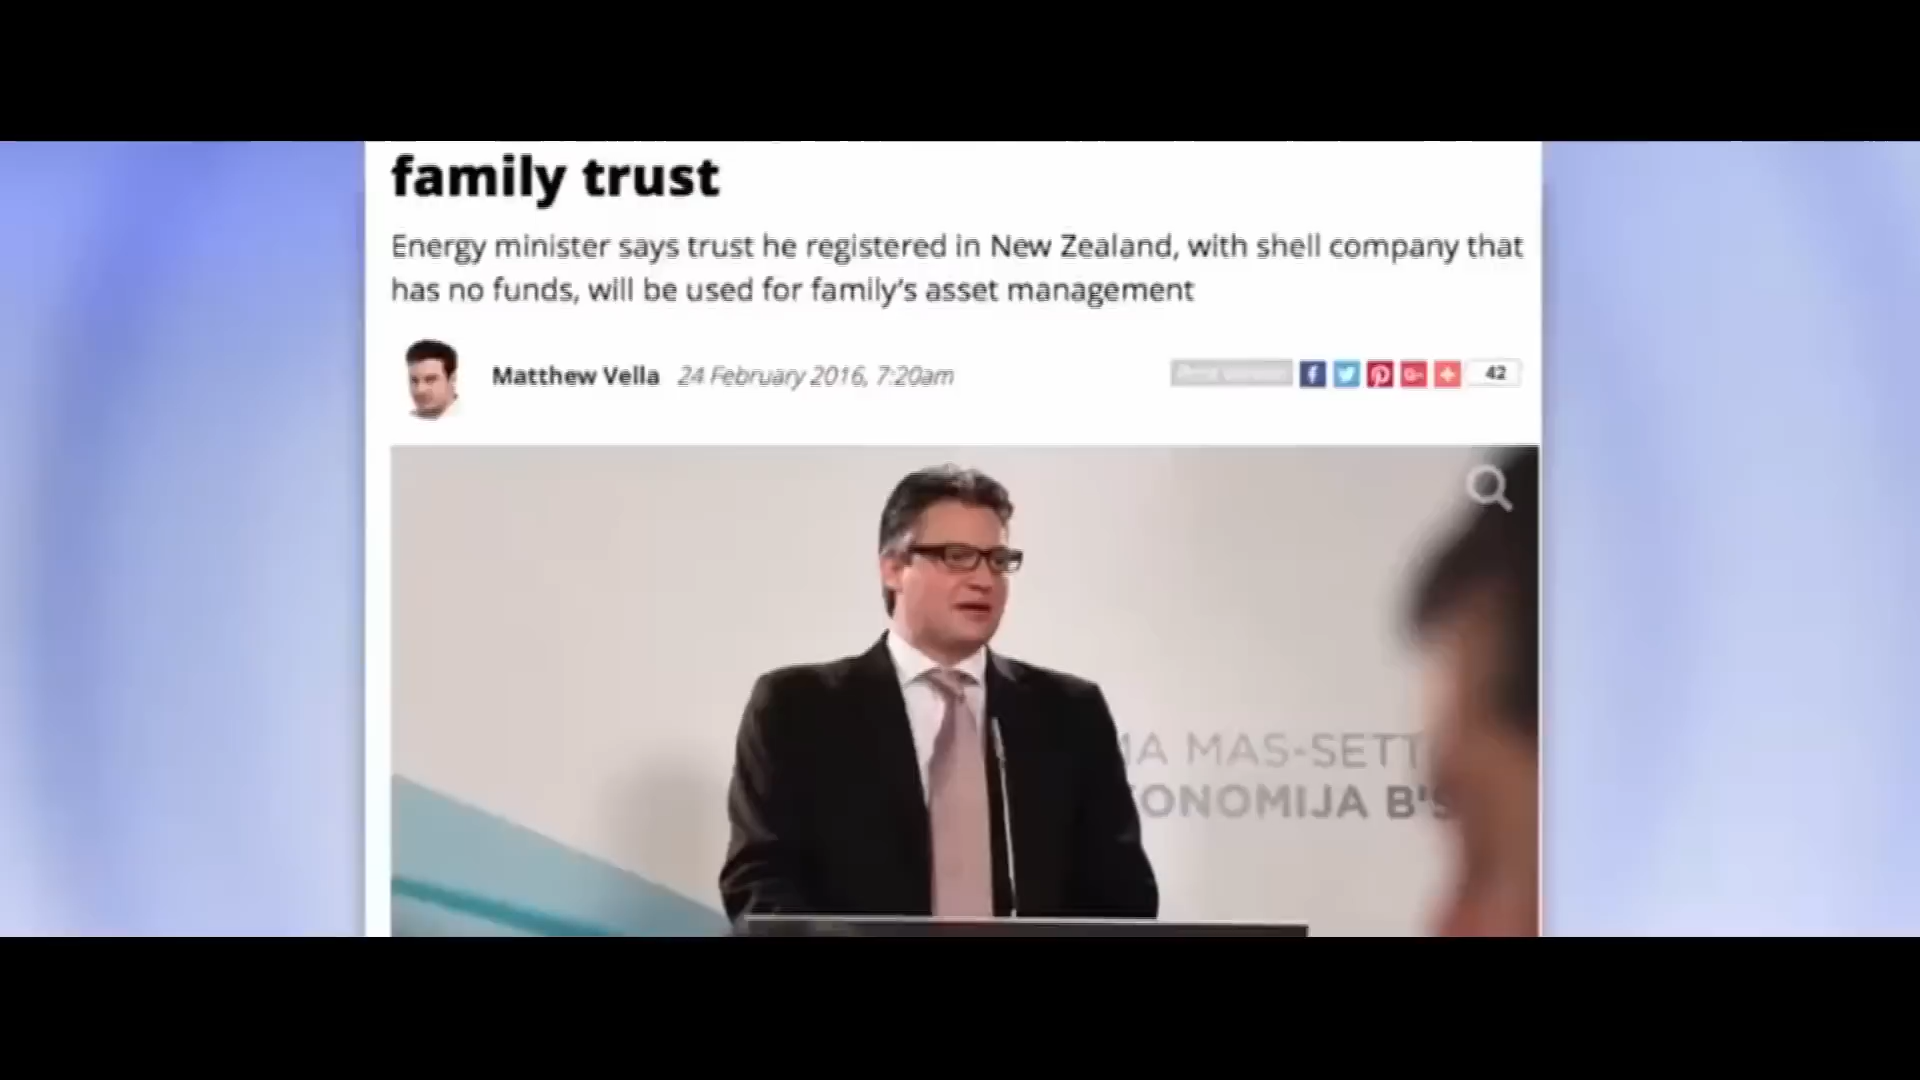 family trust
Energy minister says trust he registered in New Zealand, with shell company that
has no funds, will be used for family's asset management
Matthew Vella 24 February 2016, 7:20am
42
MAS-SETT
ONOMIJA B'S